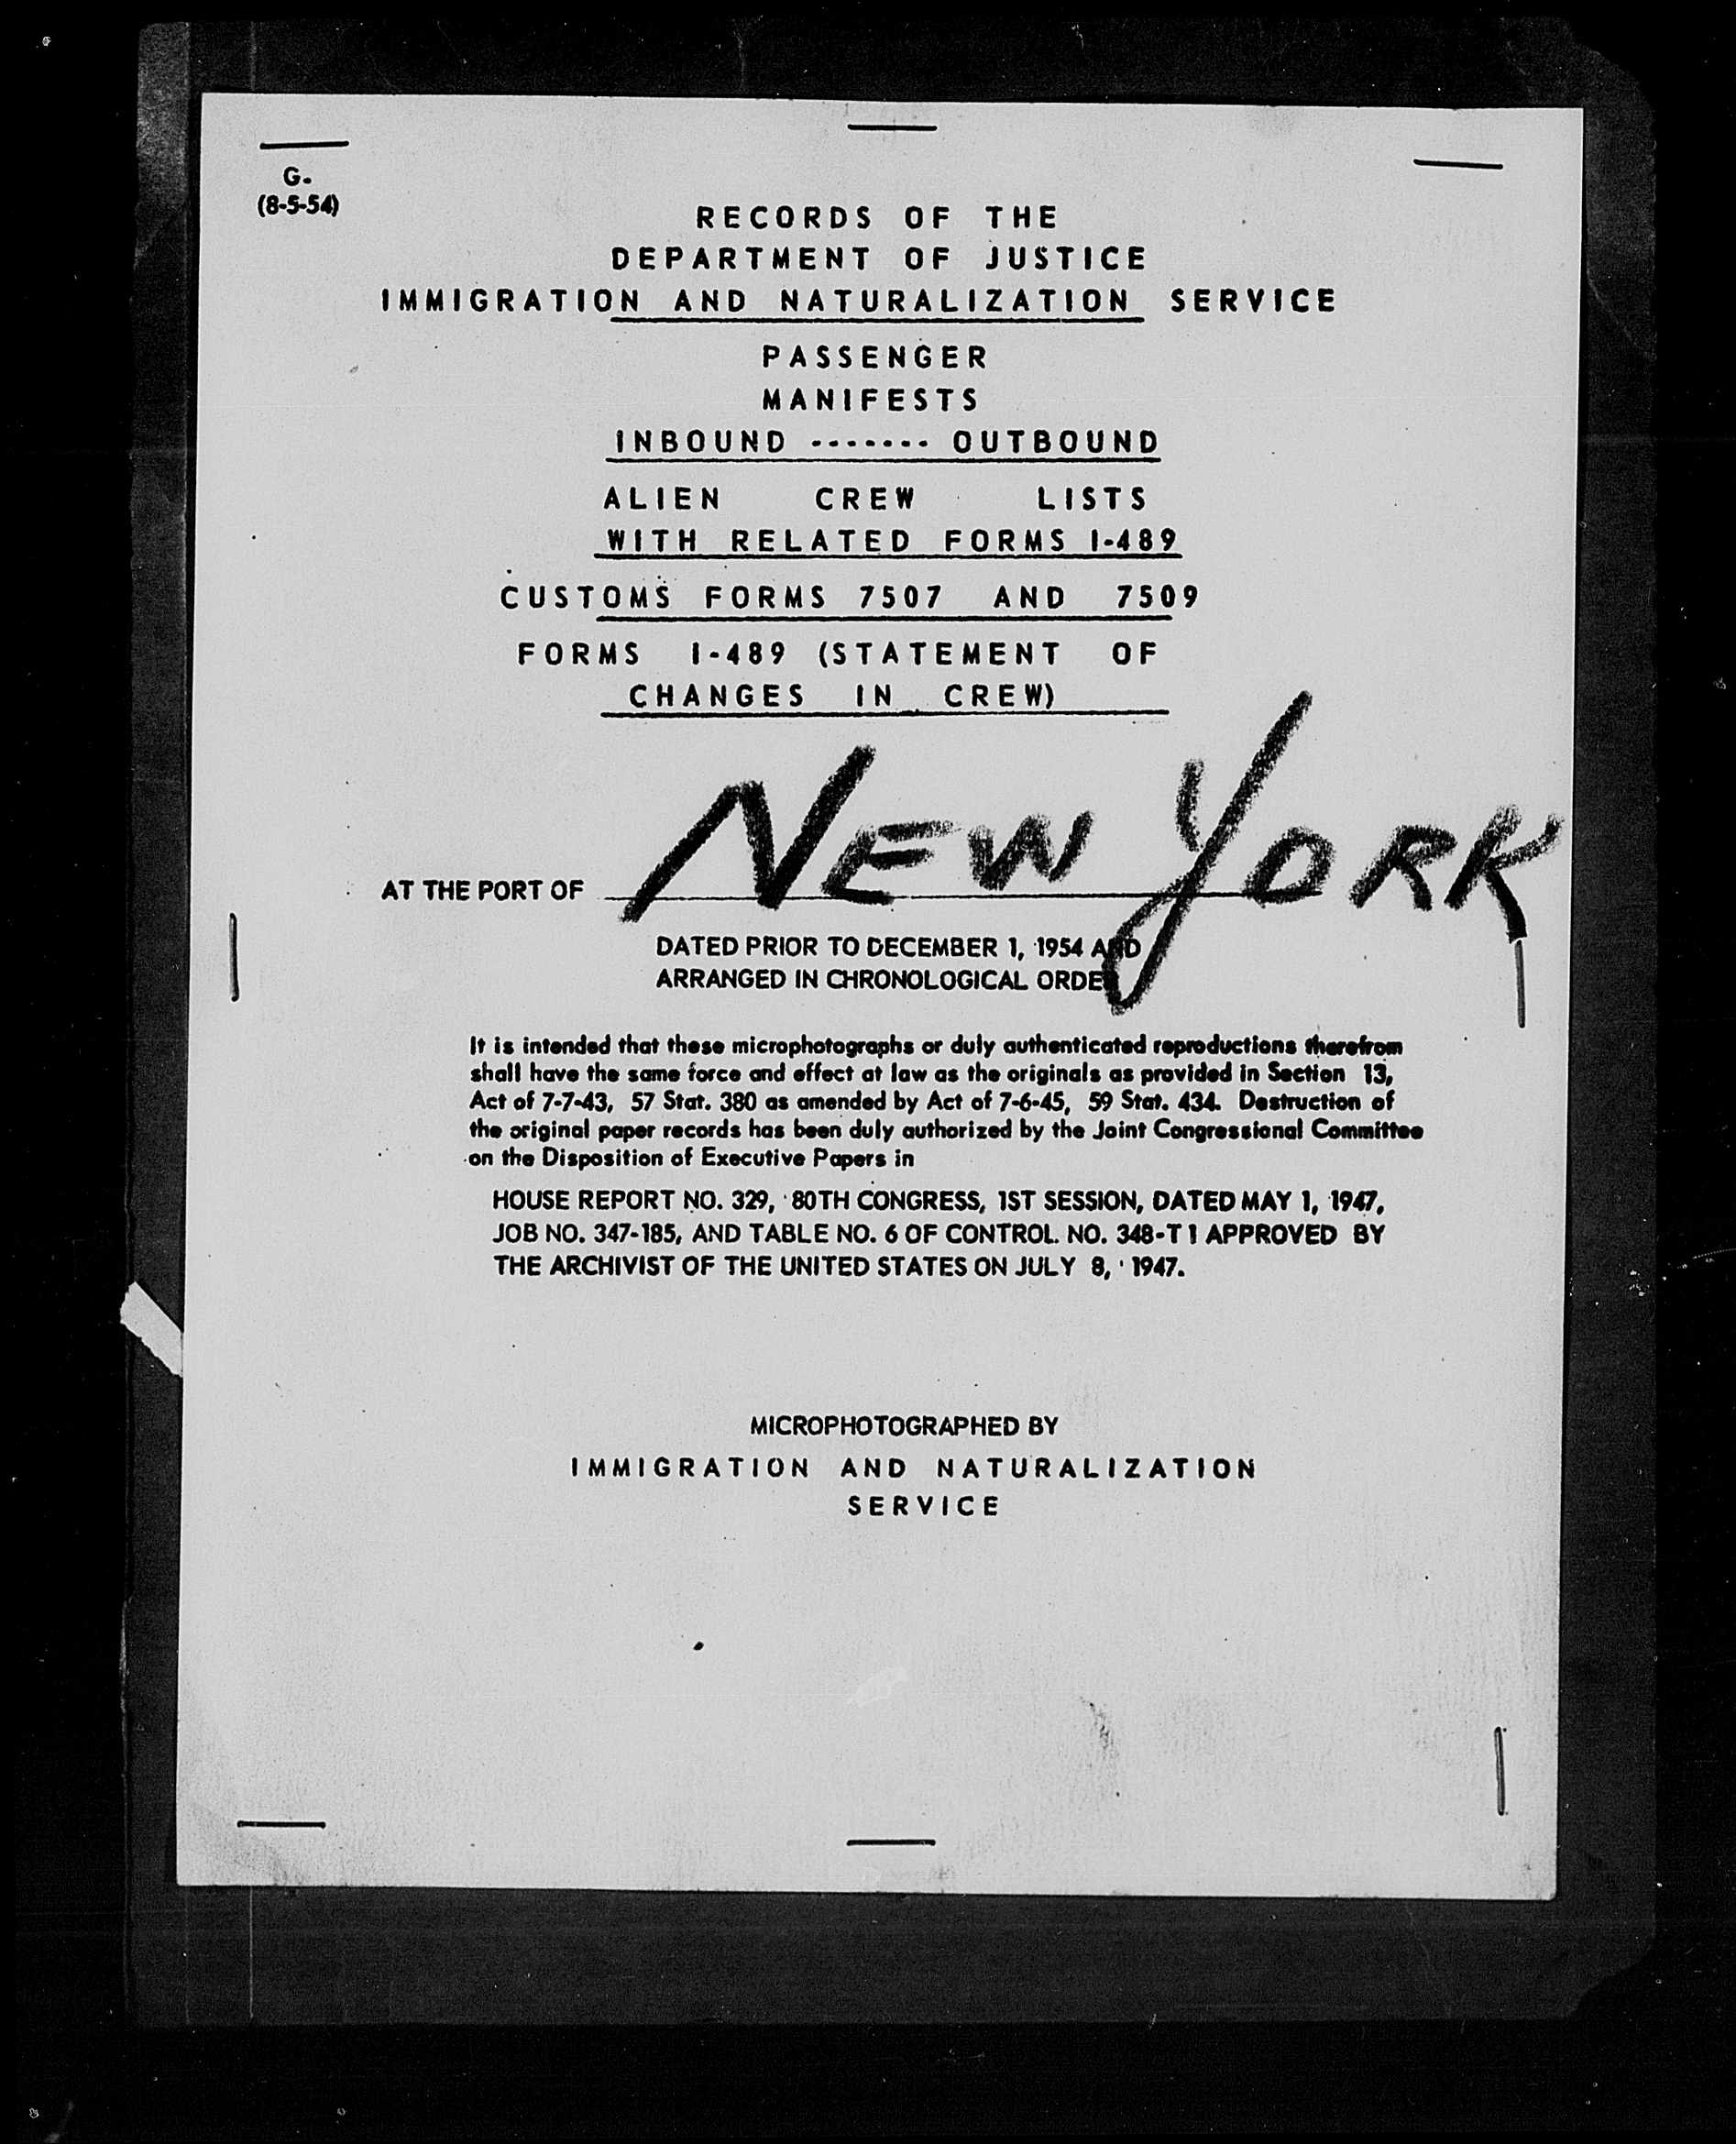 G.
(8-5-54)
RECORDS OF THE
DEPARTMENT OF JUSTICE
IMMIGRATION AND NATURALIZATION SERVICE
PASSENGER
MANIFESTS
INBOUND ------- OUTBOUND
ALIEN CREW LISTS
WITH RELATED FORMS I-489
CUSTOMS FORMS 7507 AND 7509
FORMS I-489 (STATEMENT OF
CHANGES IN CREW)
AT THE PORT OF NEW YORK
DATED PRIOR TO DECEMBER 1, 1954 AND
ARRANGED IN CHRONOLOGICAL ORDER
It is intended that these microphotographs or duly authenticated reproductions therefrom
shall have the same force and effect at law as the originals as provided in Section 13,
Act of 7-7-43, 57 Stat. 380 as amended by Act of 7-6-45, 59 Stat. 434. Destruction of
the original paper records has been duly authorized by the Joint Congressional Committee
on the Disposition of Executive Papers in
HOUSE REPORT NO. 329, 80TH CONGRESS, 1ST SESSION, DATED MAY 1, 1947,
JOB NO. 347-185, AND TABLE NO. 6 OF CONTROL. NO. 348-T1 APPROVED BY
THE ARCHIVIST OF THE UNITED STATES ON JULY 8, 1947.
MICROPHOTOGRAPHED BY
IMMIGRATION AND NATURALIZATION
SERVICE